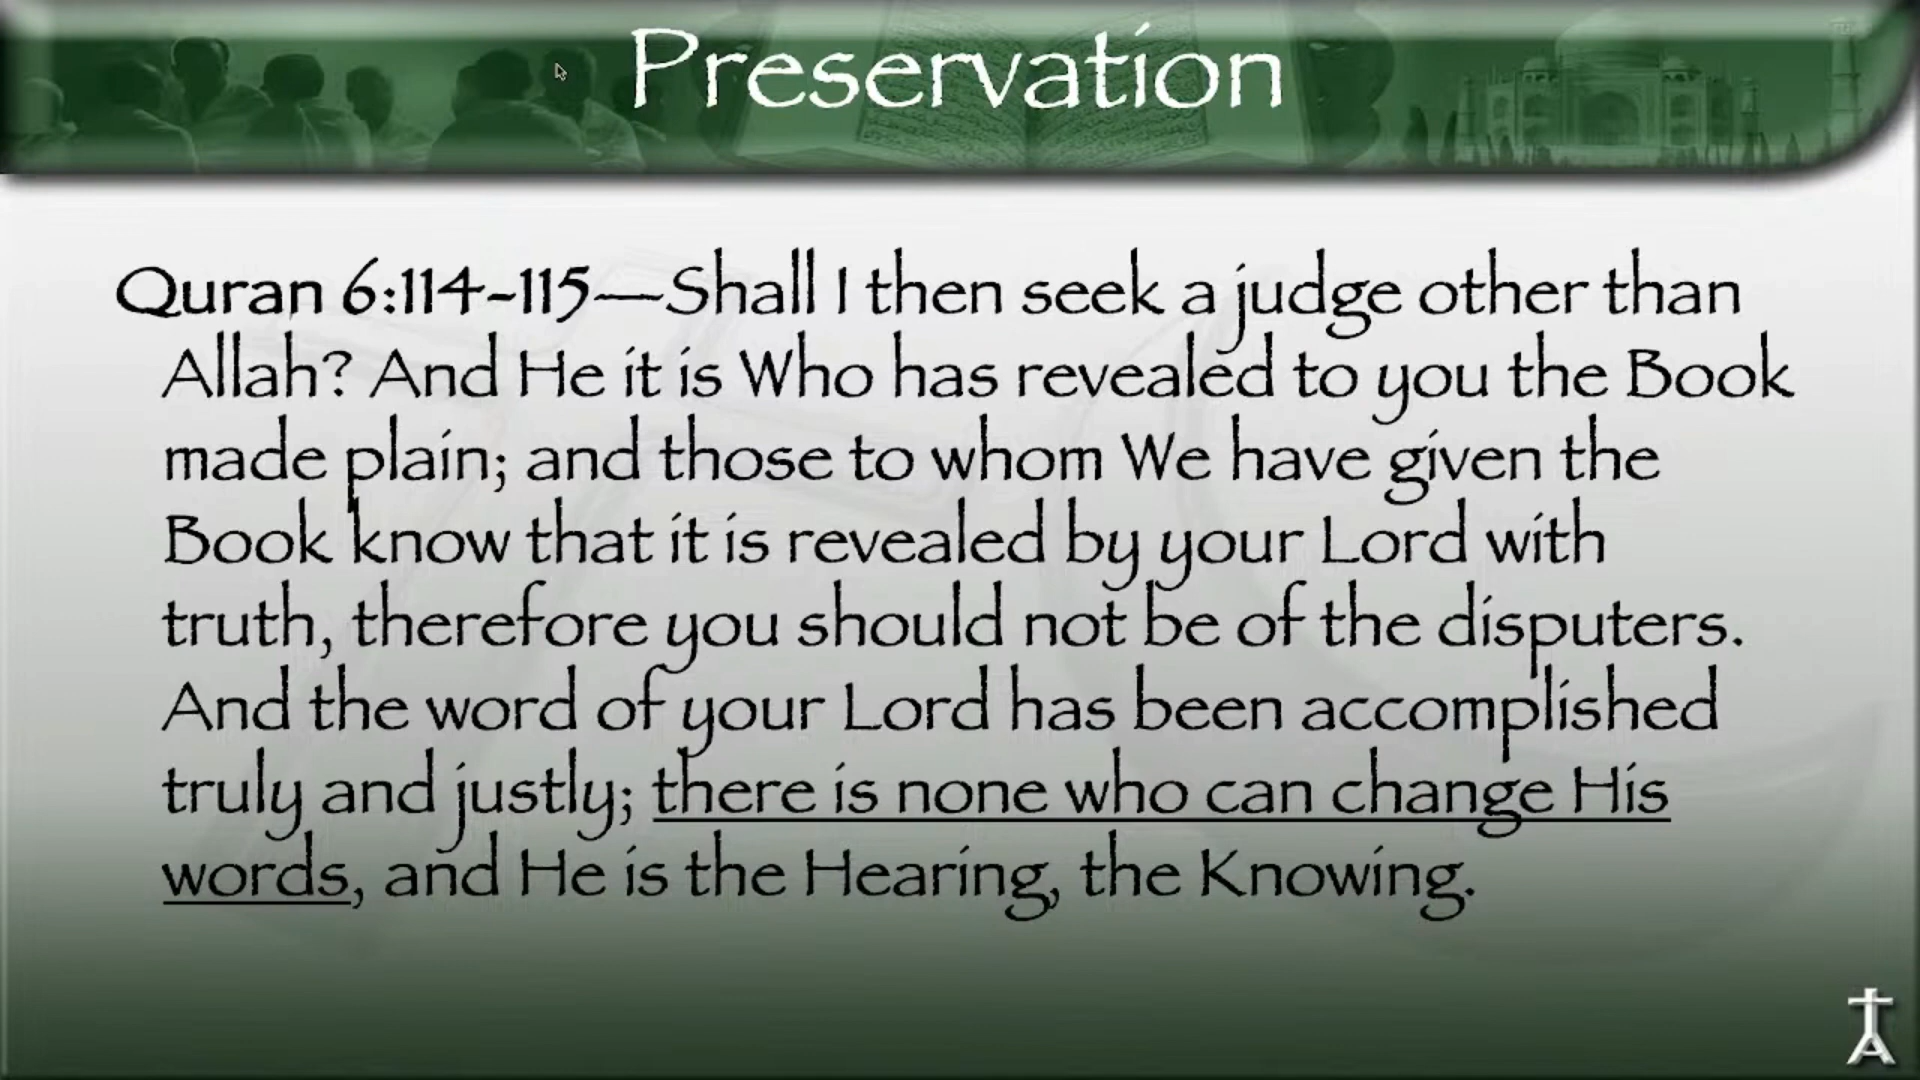 Preservation
Quran 6:114-115—Shall I then seek a judge other than
Allah? And He it is Who has revealed to you the Book
made plain; and those to whom We have given the
Book know that it is revealed by your Lord with
truth, therefore you should not be of the disputers.
And the word of your Lord has been accomplished
truly and justly; there is none who can change His
words, and He is the Hearing, the Knowing.